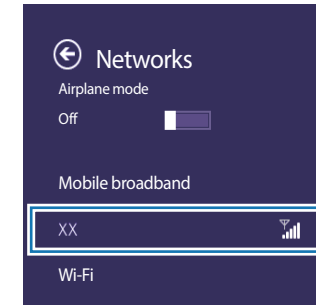 Networks
Airplane mode
Off
Mobile broadband
XX
Wi-Fi